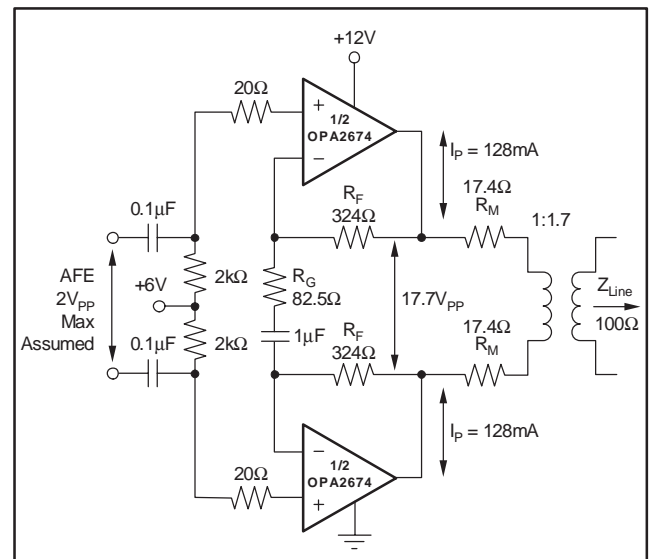 +12V
20Ω
+
1/2
OPA2674
−
I_P = 128mA
17.4Ω
R_M
1:1.7
R_F
324Ω
0.1μF
2kΩ
AFE
2V_PP
Max
Assumed
+6V
R_G
82.5Ω
17.7V_PP
Z_Line
100Ω
1μF
0.1μF
2kΩ
R_F
324Ω
17.4Ω
R_M
−
1/2
OPA2674
+
20Ω
I_P = 128mA